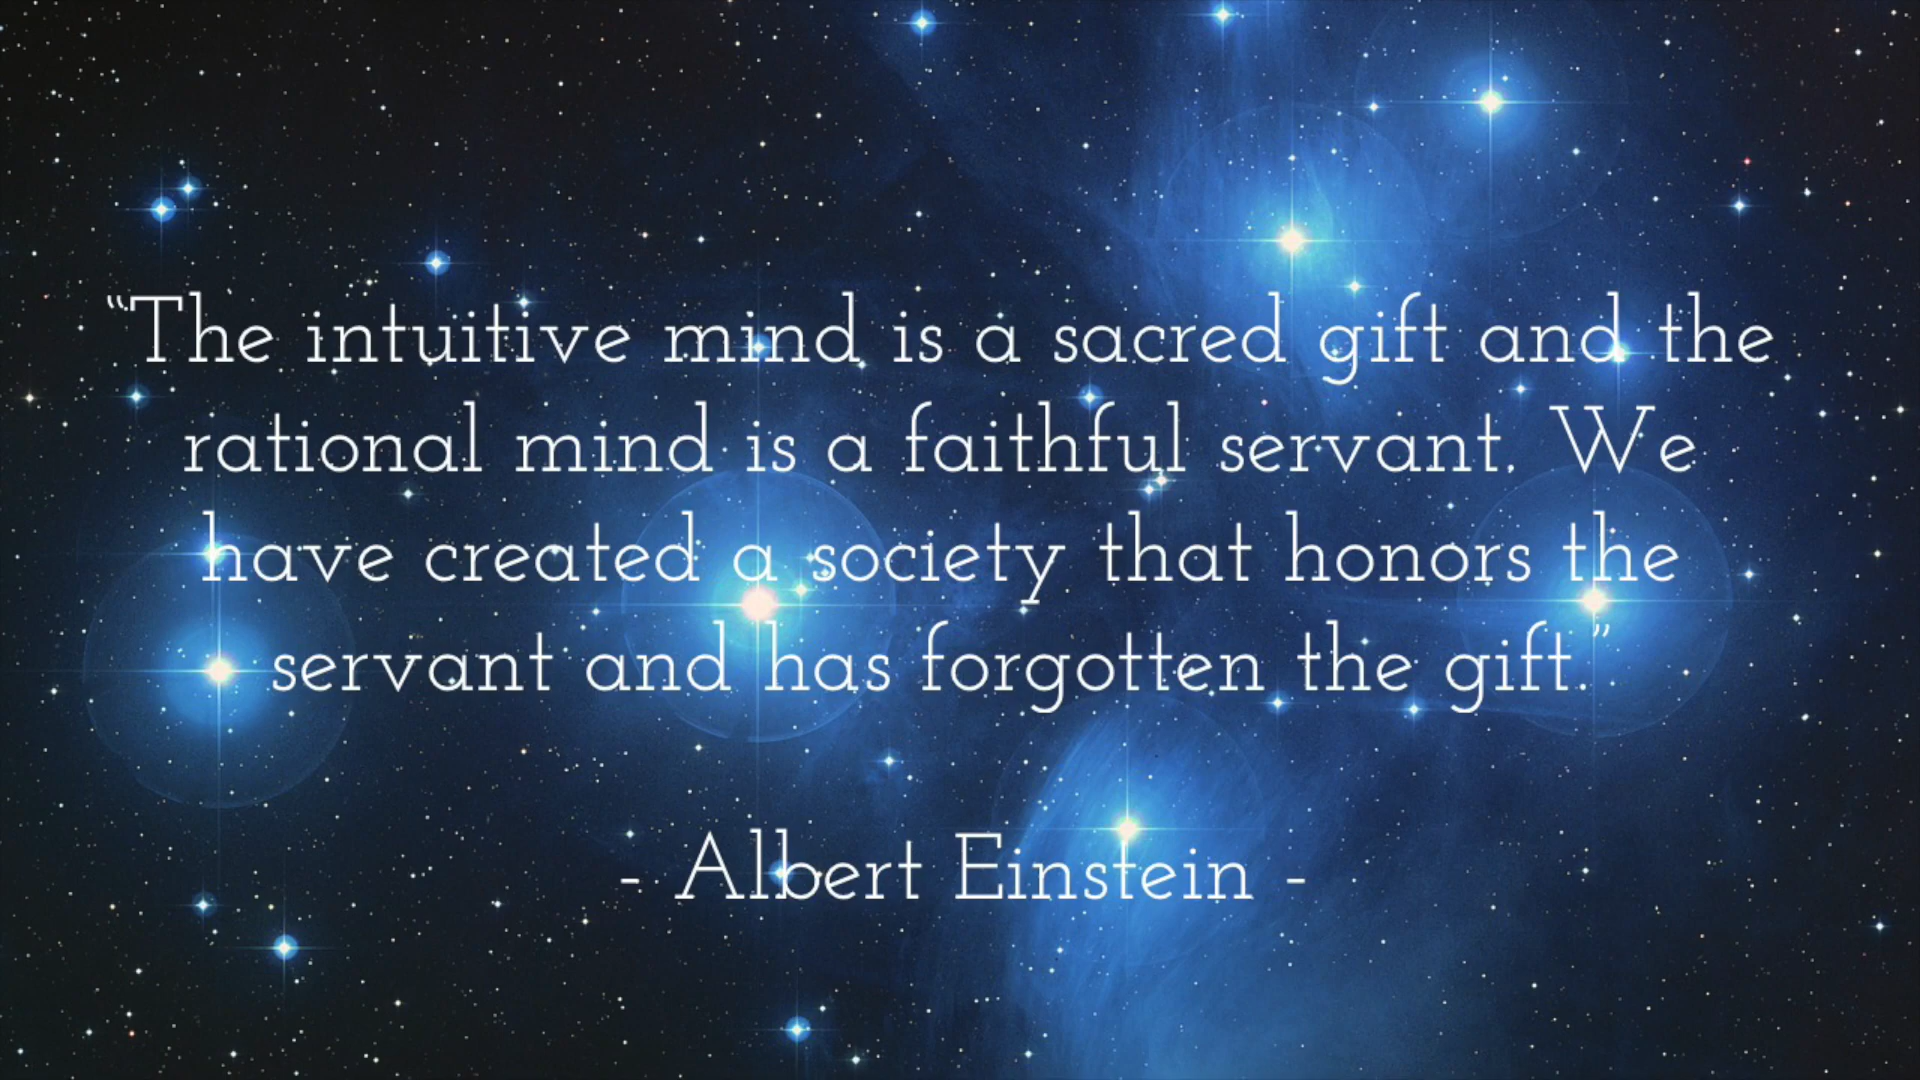 “The intuitive mind is a sacred gift and the
rational mind is a faithful servant. We
have created a society that honors the
servant and has forgotten the gift.”
- Albert Einstein -